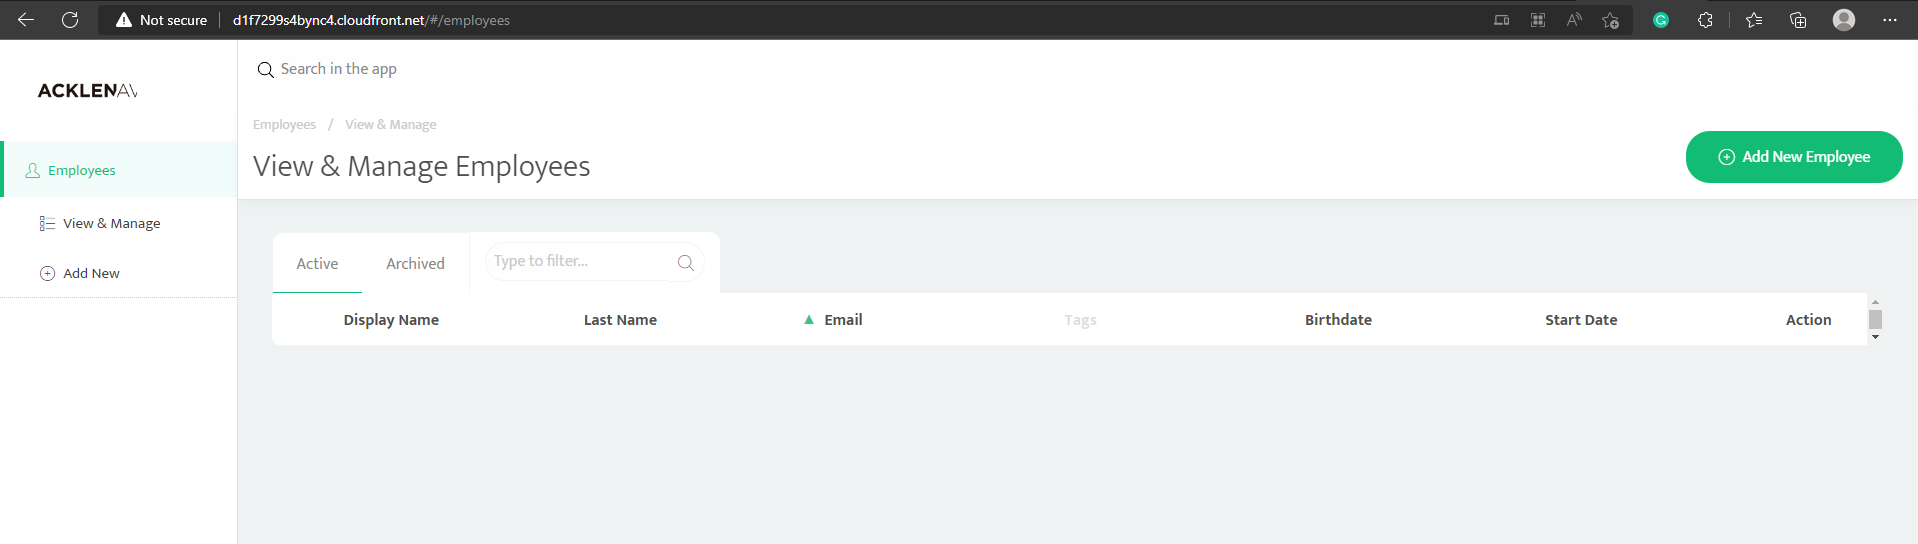 Not secure d1f7299s4bync4.cloudfront.net/#/employees
Search in the app
ACKLENAV
Employees / View & Manage
View & Manage Employees
Add New Employee
Employees
View & Manage
Add New
Active Archived Type to filter...
Display Name Last Name Email Tags Birthdate Start Date Action